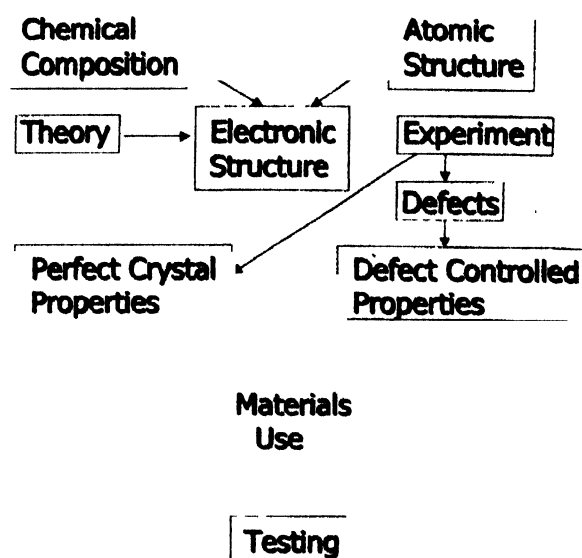 Chemical
Composition
Atomic
Structure
Theory
Electronic
Structure
Experiment
Defects
Perfect Crystal
Properties
Defect Controlled
Properties
Materials
Use
Testing